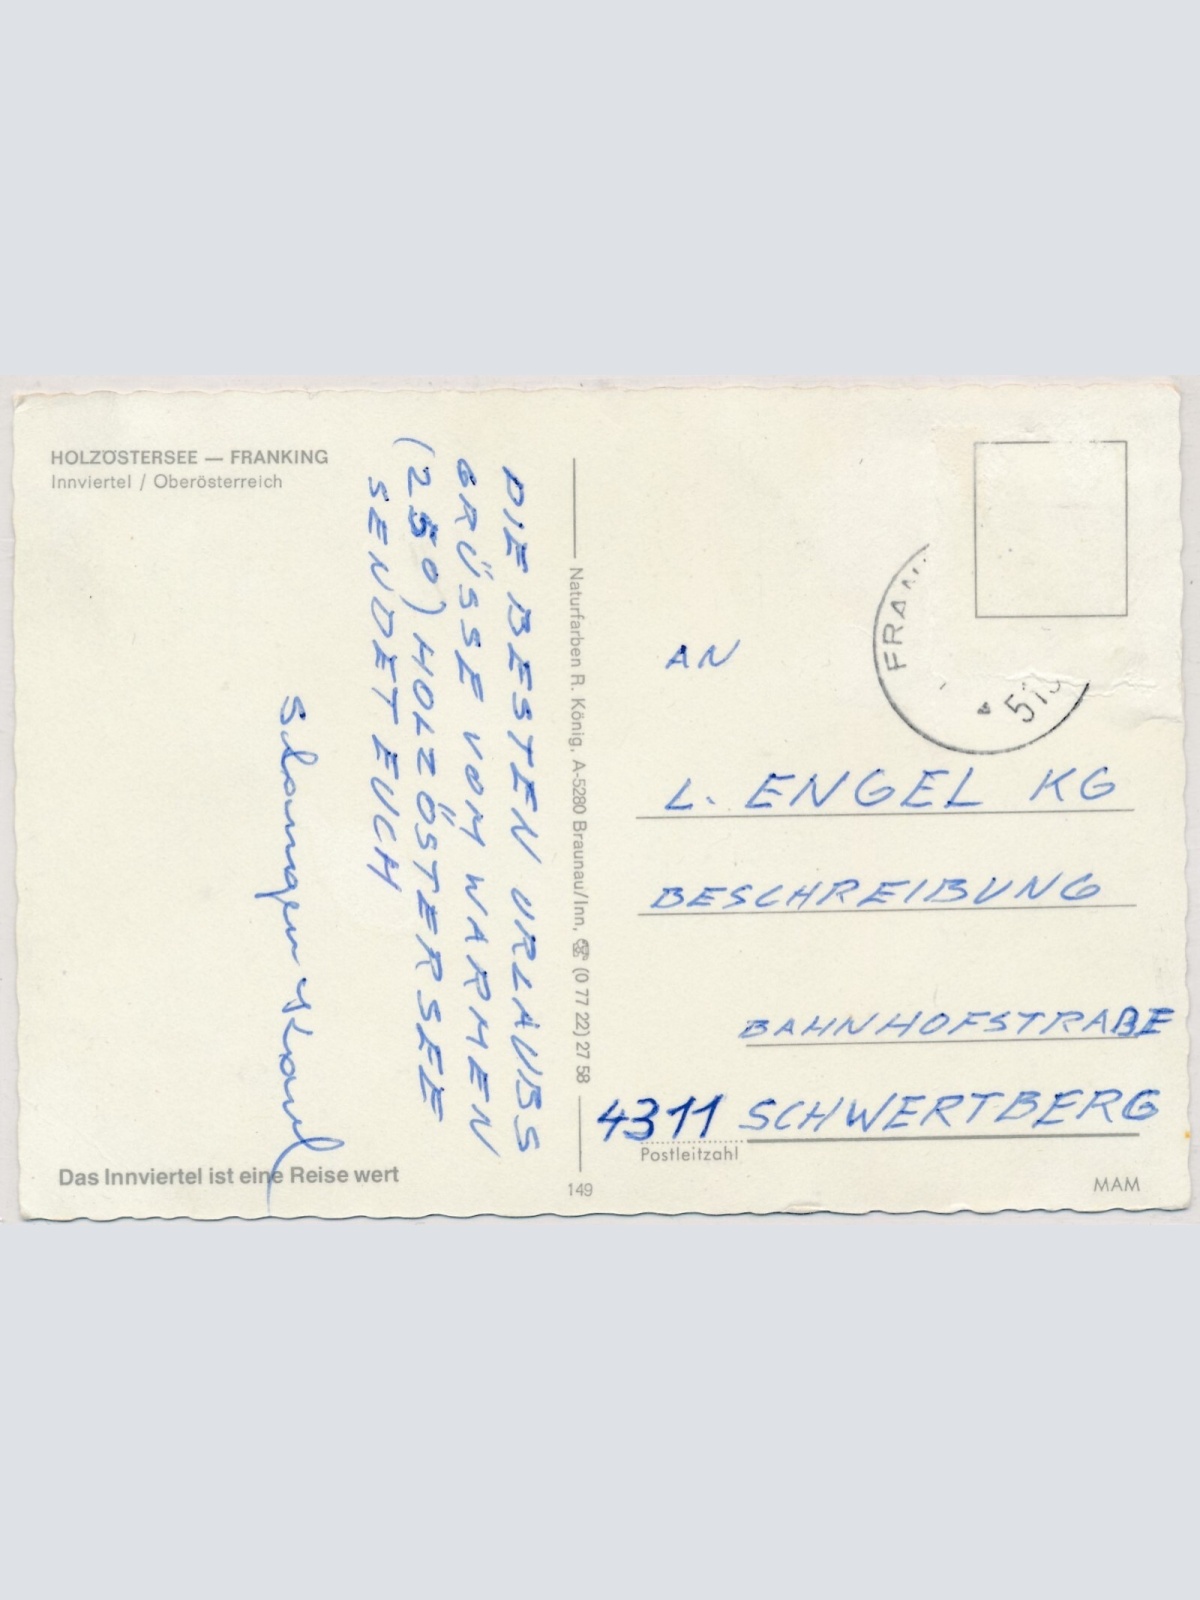 HOLZÖSTERSEE — FRANKING
Innviertel / Oberösterreich
DIE BESTEN URLAUBS
GRÜSSE VOM WARMEN
(250) HOLZÖSTERSEE
SENDET EUCH
Das Innviertel ist eine Reise wert
Naturfarben R. König, A-5280 Braunau/Inn, ☎ (0 77 22) 27 58
149
FRAN
AN
L. ENGEL KG
BESCHREIBUNG
BAHNHOFSTRAßE
4311 SCHWERTBERG
Postleitzahl
MAM